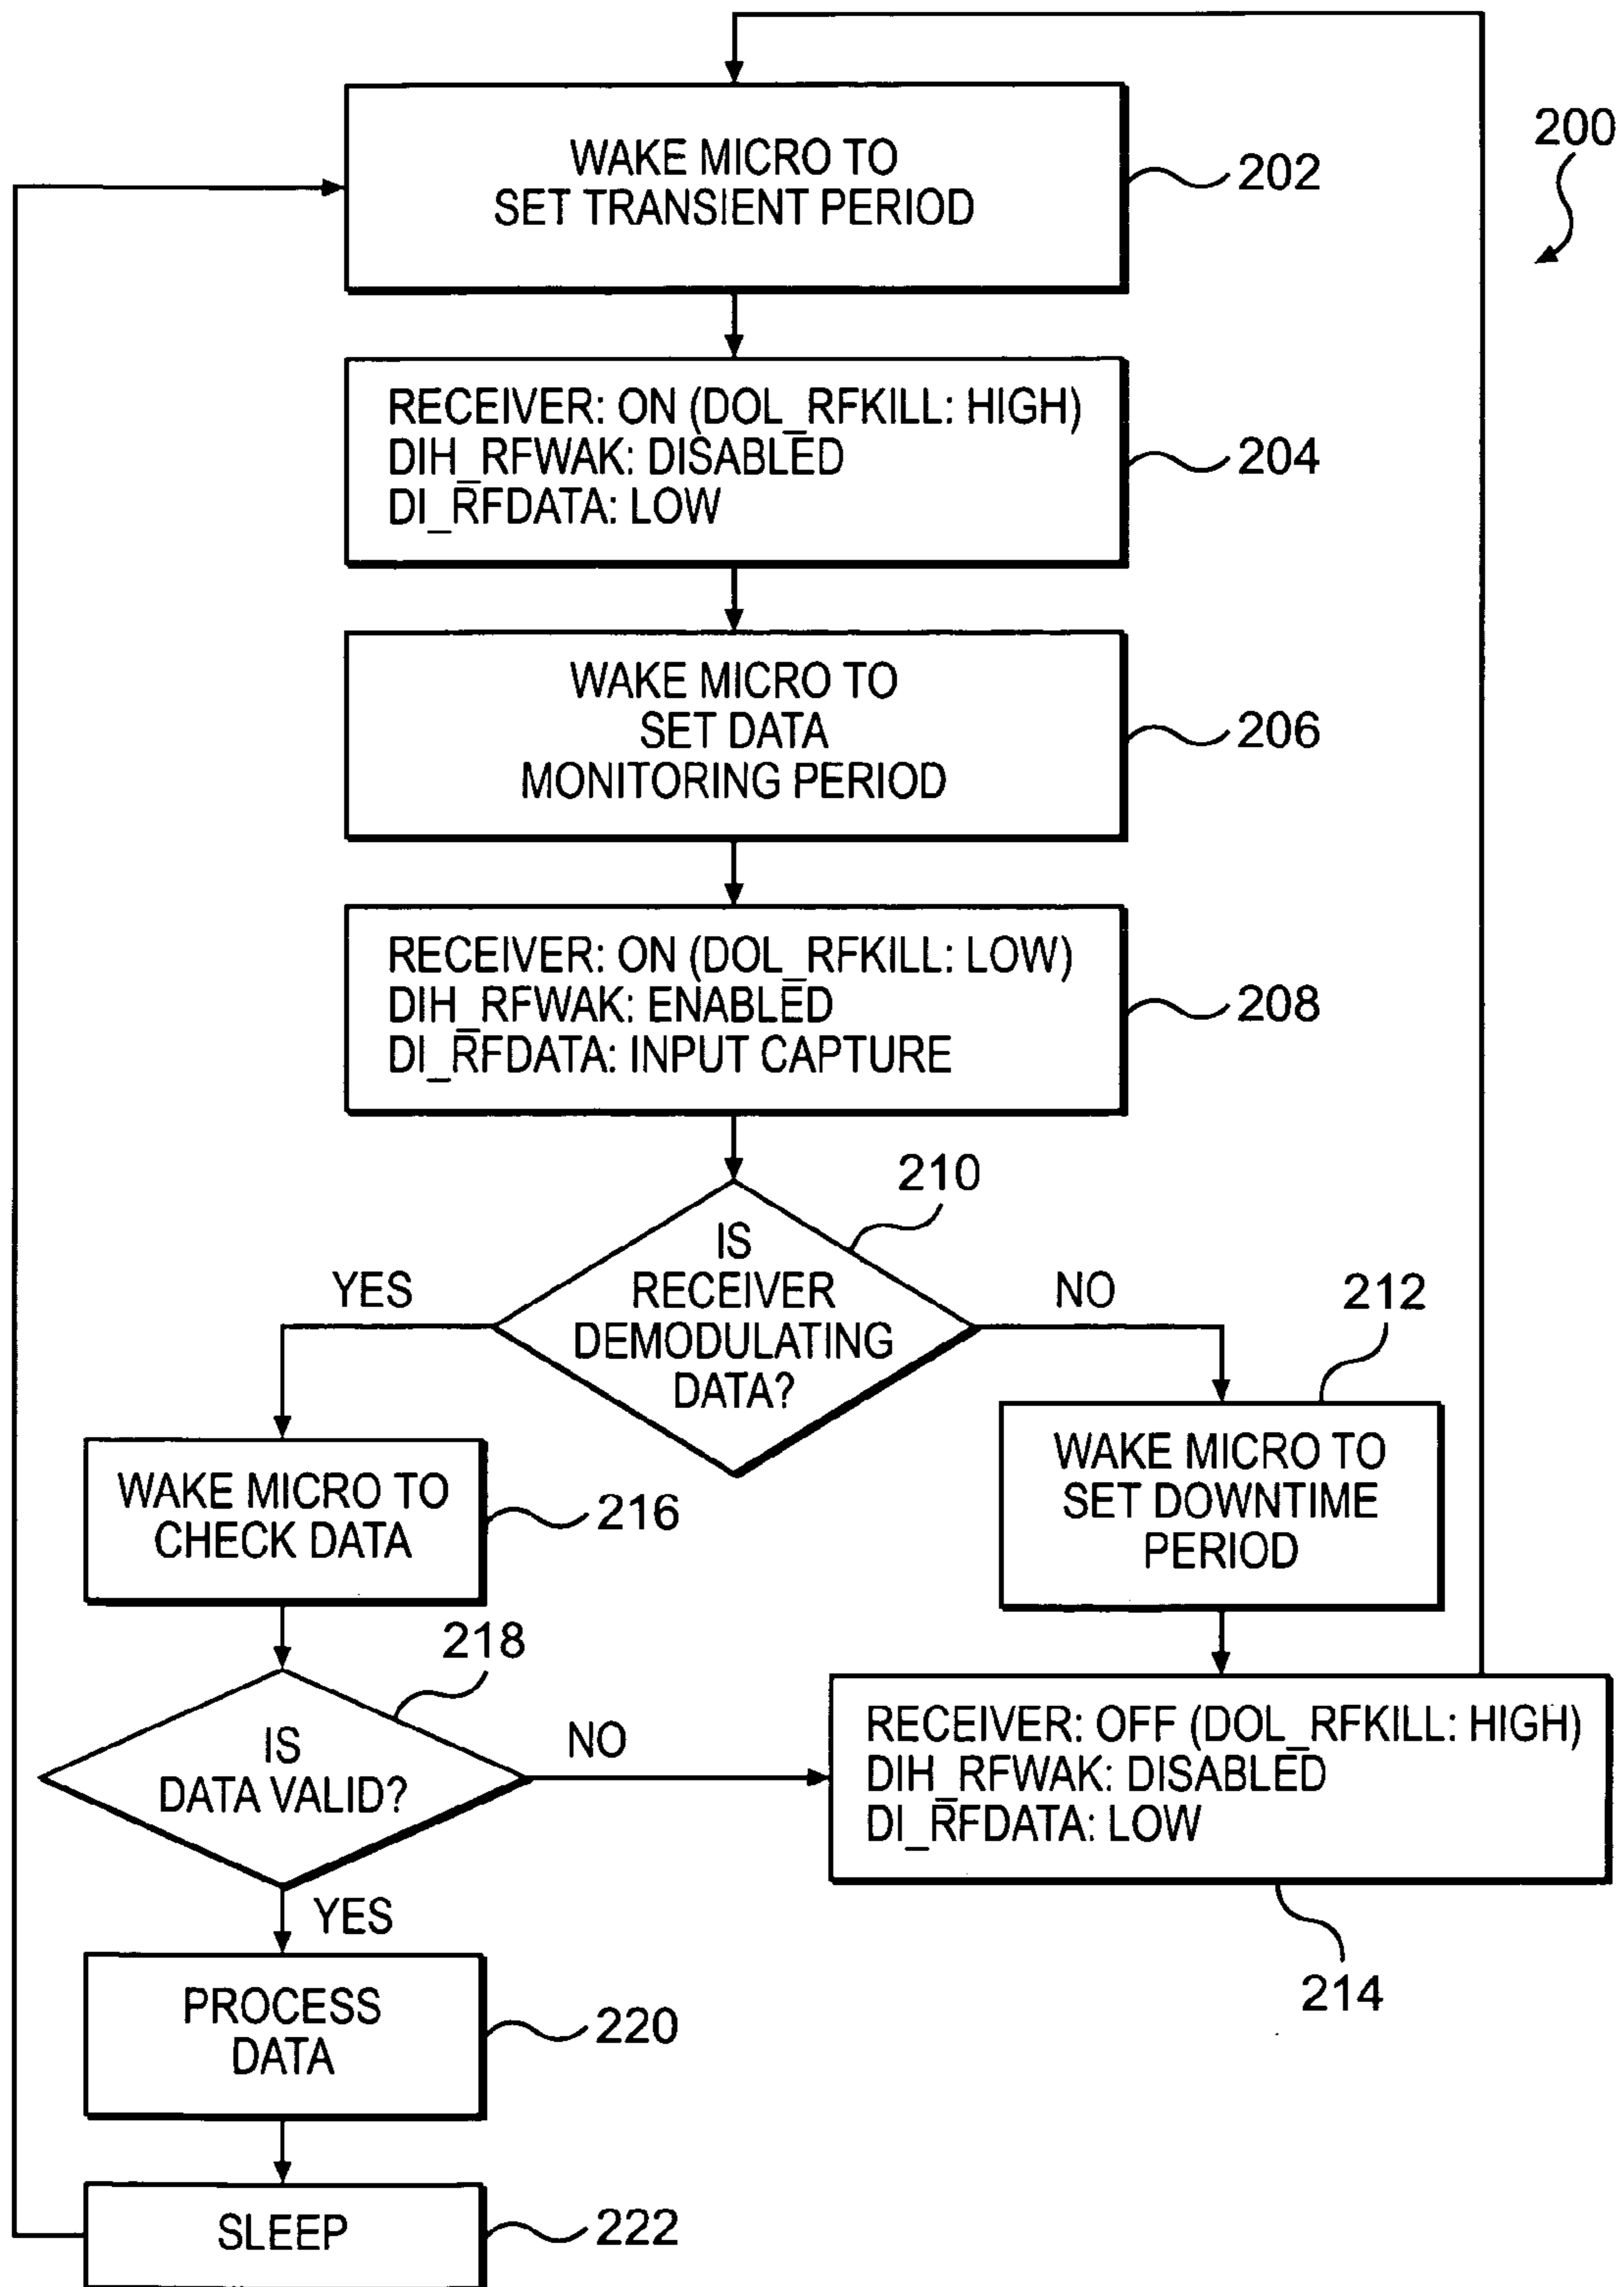 200
WAKE MICRO TO
SET TRANSIENT PERIOD
202
RECEIVER: ON (DOL_RFKILL: HIGH)
DIH_RFWAK: DISABLED
DI_RFDATA: LOW
204
WAKE MICRO TO
SET DATA
MONITORING PERIOD
206
RECEIVER: ON (DOL_RFKILL: LOW)
DIH_RFWAK: ENABLED
DI_RFDATA: INPUT CAPTURE
208
210
IS
RECEIVER
DEMODULATING
DATA?
YES
NO
212
WAKE MICRO TO
SET DOWNTIME
PERIOD
WAKE MICRO TO
CHECK DATA
216
218
IS
DATA VALID?
NO
YES
RECEIVER: OFF (DOL_RFKILL: HIGH)
DIH_RFWAK: DISABLED
DI_RFDATA: LOW
214
PROCESS
DATA
220
SLEEP
222